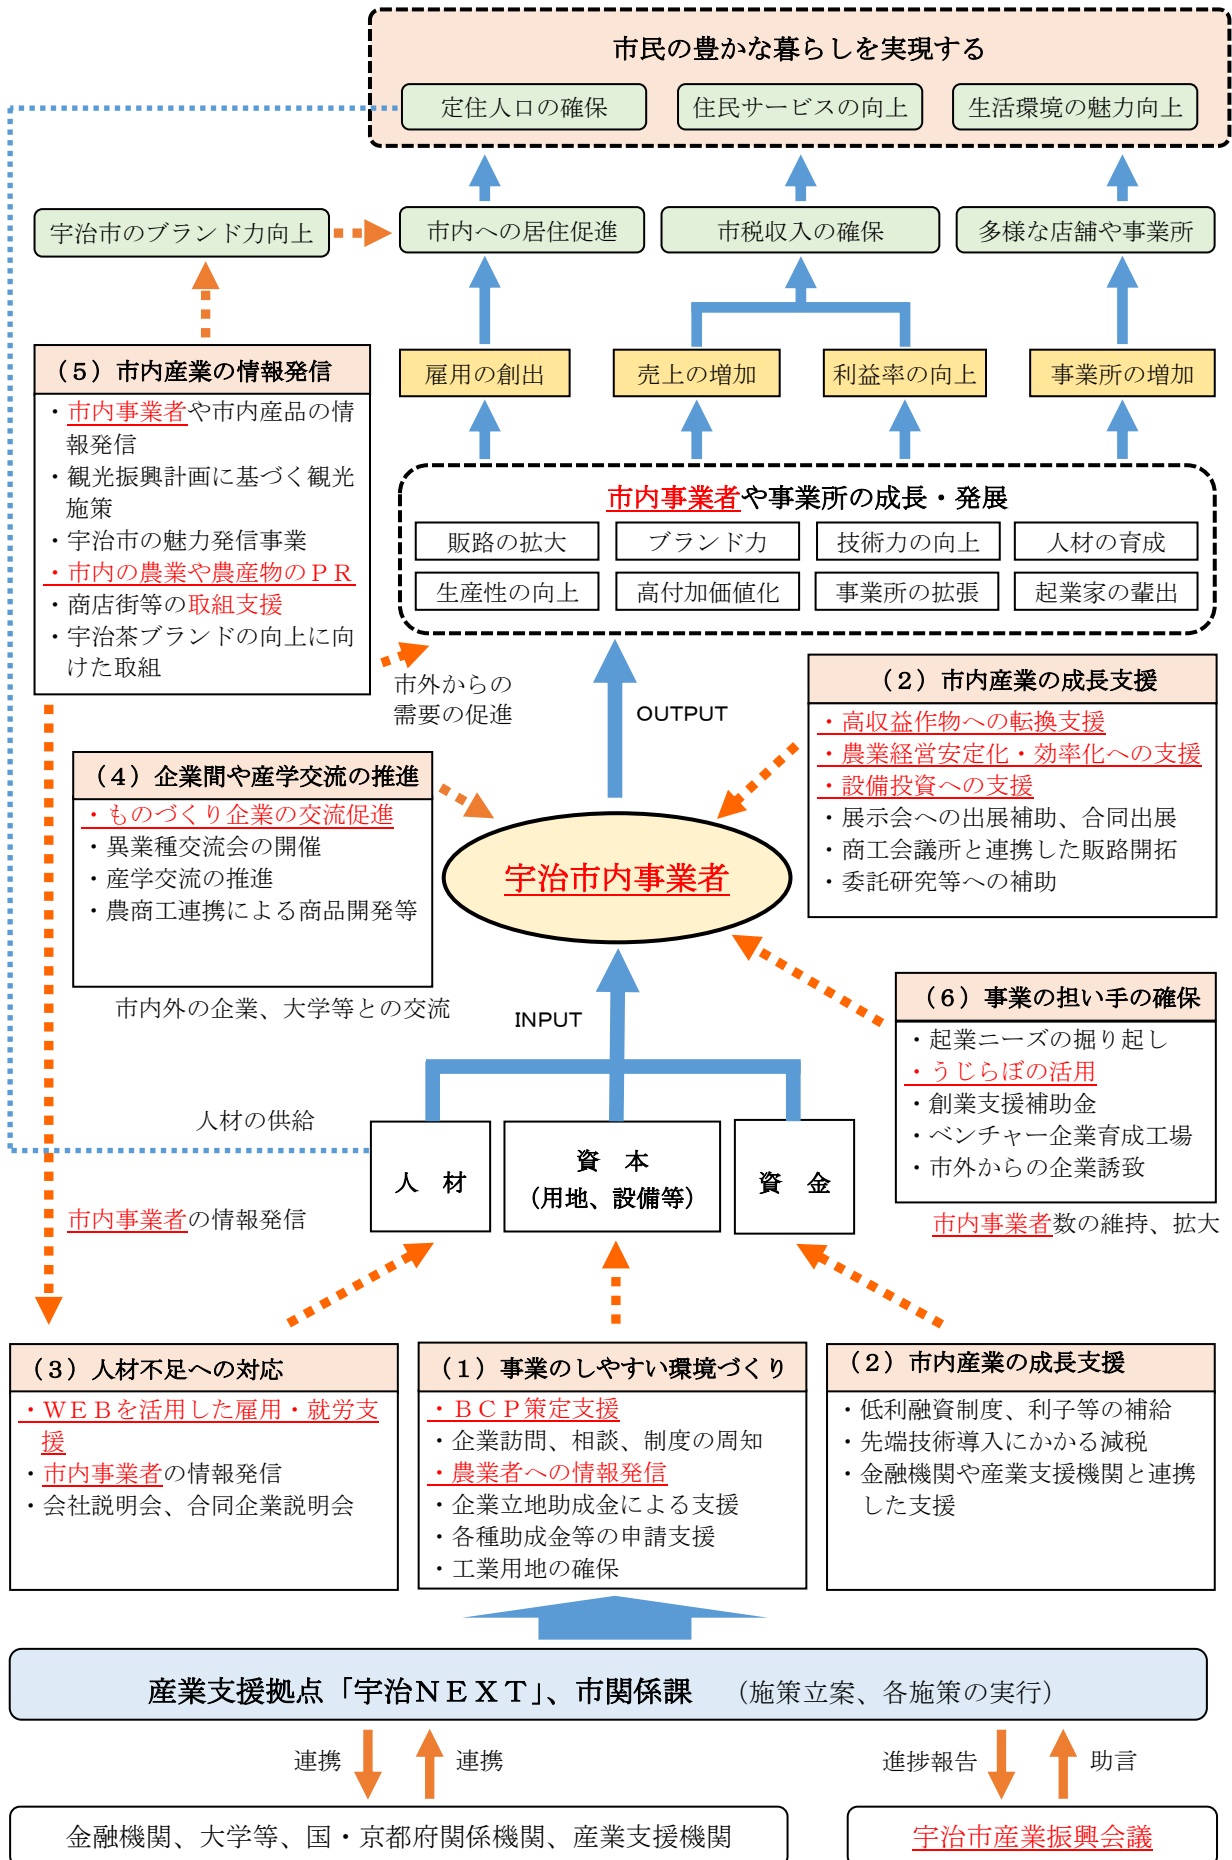 市民の豊かな暮らしを実現する
定住人口の確保
住民サービスの向上
生活環境の魅力向上
宇治市のブランド力向上
市内への居住促進
市税収入の確保
多様な店舗や事業所
雇用の創出
売上の増加
利益率の向上
事業所の増加
（５）市内産業の情報発信
・市内事業者や市内産品の情
報発信
・観光振興計画に基づく観光
施策
・宇治市の魅力発信事業
・市内の農業や農産物のＰＲ
・商店街等の取組支援
・宇治茶ブランドの向上に向
けた取組
市内事業者や事業所の成長・発展
販路の拡大
ブランド力
技術力の向上
人材の育成
生産性の向上
高付加価値化
事業所の拡張
起業家の輩出
市外からの
需要の促進
OUTPUT
（２）市内産業の成長支援
・高収益作物への転換支援
・農業経営安定化・効率化への支援
・設備投資への支援
・展示会への出展補助、合同出展
・商工会議所と連携した販路開拓
・委託研究等への補助
（４）企業間や産学交流の推進
・ものづくり企業の交流促進
・異業種交流会の開催
・産学交流の推進
・農商工連携による商品開発等
市内外の企業、大学等との交流
宇治市内事業者
INPUT
（６）事業の担い手の確保
・起業ニーズの掘り起し
・うじらぼの活用
・創業支援補助金
・ベンチャー企業育成工場
・市外からの企業誘致
市内事業者数の維持、拡大
人材の供給
人　材
資　本
（用地、設備等）
資　金
市内事業者の情報発信
（３）人材不足への対応
・ＷＥＢを活用した雇用・就労支
援
・市内事業者の情報発信
・会社説明会、合同企業説明会
（１）事業のしやすい環境づくり
・ＢＣＰ策定支援
・企業訪問、相談、制度の周知
・農業者への情報発信
・企業立地助成金による支援
・各種助成金等の申請支援
・工業用地の確保
（２）市内産業の成長支援
・低利融資制度、利子等の補給
・先端技術導入にかかる減税
・金融機関や産業支援機関と連携
した支援
産業支援拠点「宇治ＮＥＸＴ」、市関係課　（施策立案、各施策の実行）
連携
連携
進捗報告
助言
金融機関、大学等、国・京都府関係機関、産業支援機関
宇治市産業振興会議